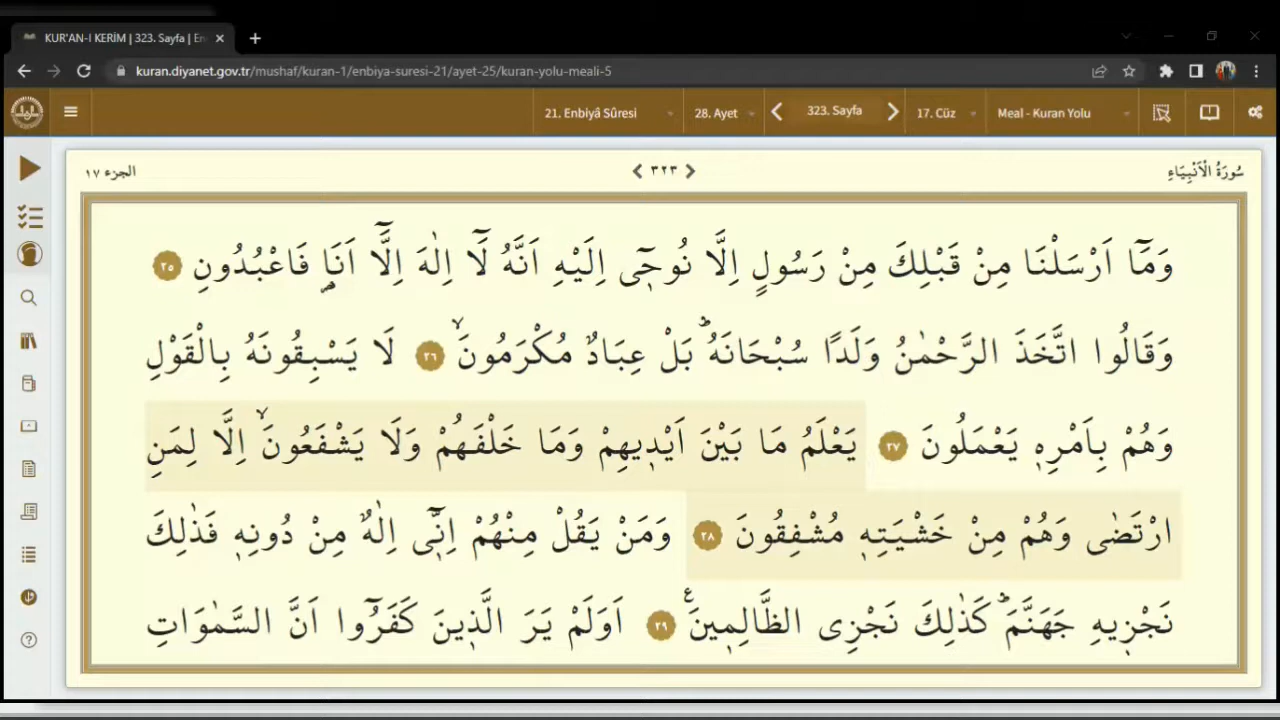 KUR'AN-I KERİM | 323. Sayfa | En
kuran.diyanet.gov.tr/mushaf/kuran-1/enbiya-suresi-21/ayet-25/kuran-yolu-meali-5
21. Enbiyâ Sûresi 28. Ayet 323. Sayfa 17. Cüz Meal - Kuran Yolu
سُورَةُ الْاَنْبِيَاءِ ٣٢٣ الجزء ١٧
وَمَٓا اَرْسَلْنَا مِنْ قَبْلِكَ مِنْ رَسُولٍ اِلَّا نُوح۪ٓى اِلَيْهِ اَنَّهُ لَٓا اِلٰهَ اِلَّٓا اَنَا۬ فَاعْبُدُونِ ٢٥
وَقَالُوا اتَّخَذَ الرَّحْمٰنُ وَلَدًا سُبْحَانَهُۜ بَلْ عِبَادٌ مُكْرَمُونَۙ ٢٦ لَا يَسْبِقُونَهُ بِالْقَوْلِ
وَهُمْ بِاَمْرِه۪ يَعْمَلُونَ ٢٧ يَعْلَمُ مَا بَيْنَ اَيْد۪يهِمْ وَمَا خَلْفَهُمْ وَلَا يَشْفَعُونَۙ اِلَّا لِمَنِ
ارْتَضٰى وَهُمْ مِنْ خَشْيَتِه۪ مُشْفِقُونَ ٢٨ وَمَنْ يَقُلْ مِنْهُمْ اِنّ۪ٓى اِلٰهٌ مِنْ دُونِه۪ فَذٰلِكَ
نَجْز۪يهِ جَهَنَّمَۜ كَذٰلِكَ نَجْزِى الظَّالِم۪ينَ۟ ٢٩ اَوَلَمْ يَرَ الَّذ۪ينَ كَفَرُٓوا اَنَّ السَّمٰوَاتِ